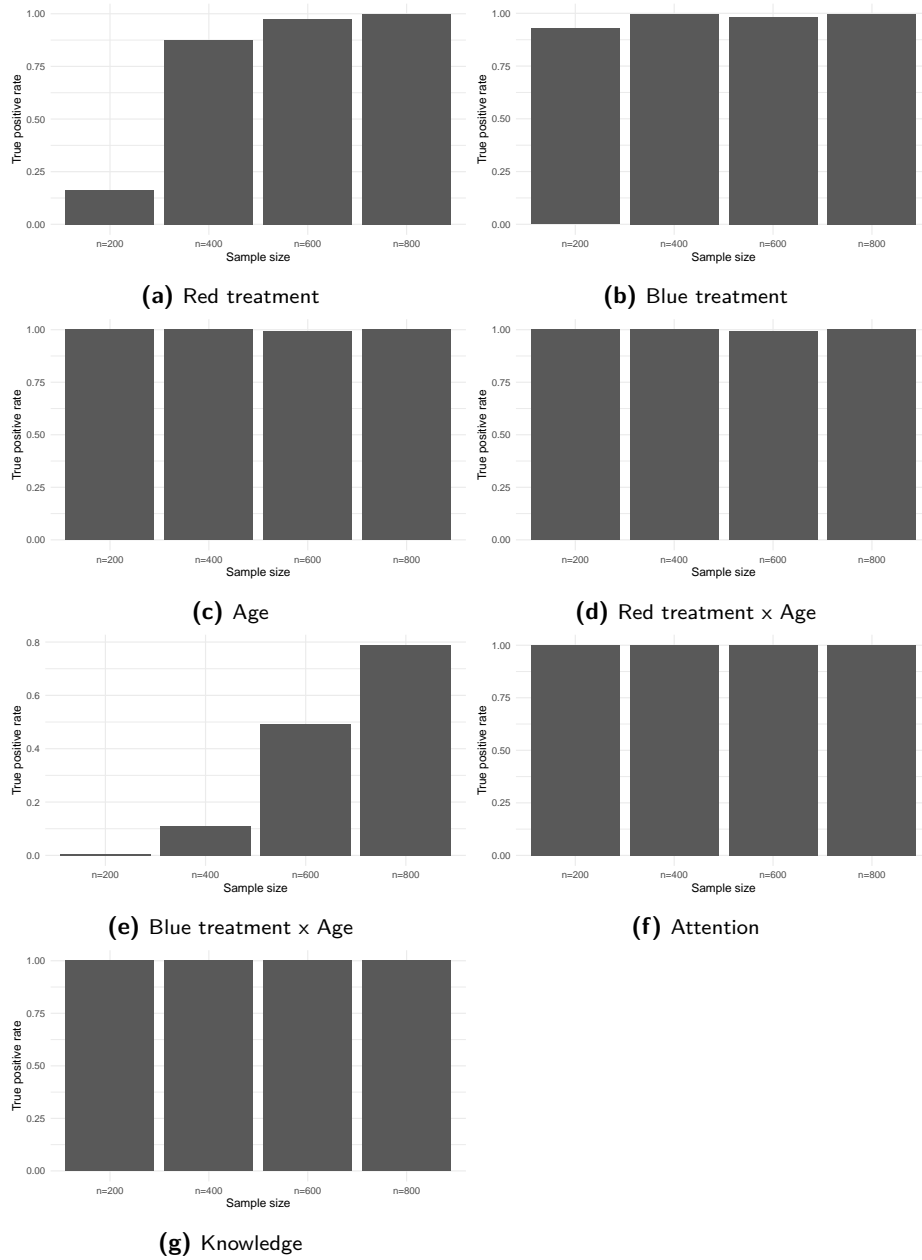 1.00
0.75
0.50
0.25
0.00
True positive rate
n=200 n=400 n=600 n=800
Sample size
(a) Red treatment
1.00
0.75
0.50
0.25
0.00
True positive rate
n=200 n=400 n=600 n=800
Sample size
(b) Blue treatment
1.00
0.75
0.50
0.25
0.00
True positive rate
n=200 n=400 n=600 n=800
Sample size
(c) Age
1.00
0.75
0.50
0.25
0.00
True positive rate
n=200 n=400 n=600 n=800
Sample size
(d) Red treatment x Age
0.8
0.6
0.4
0.2
0.0
True positive rate
n=200 n=400 n=600 n=800
Sample size
(e) Blue treatment x Age
1.00
0.75
0.50
0.25
0.00
True positive rate
n=200 n=400 n=600 n=800
Sample size
(f) Attention
1.00
0.75
0.50
0.25
0.00
True positive rate
n=200 n=400 n=600 n=800
Sample size
(g) Knowledge